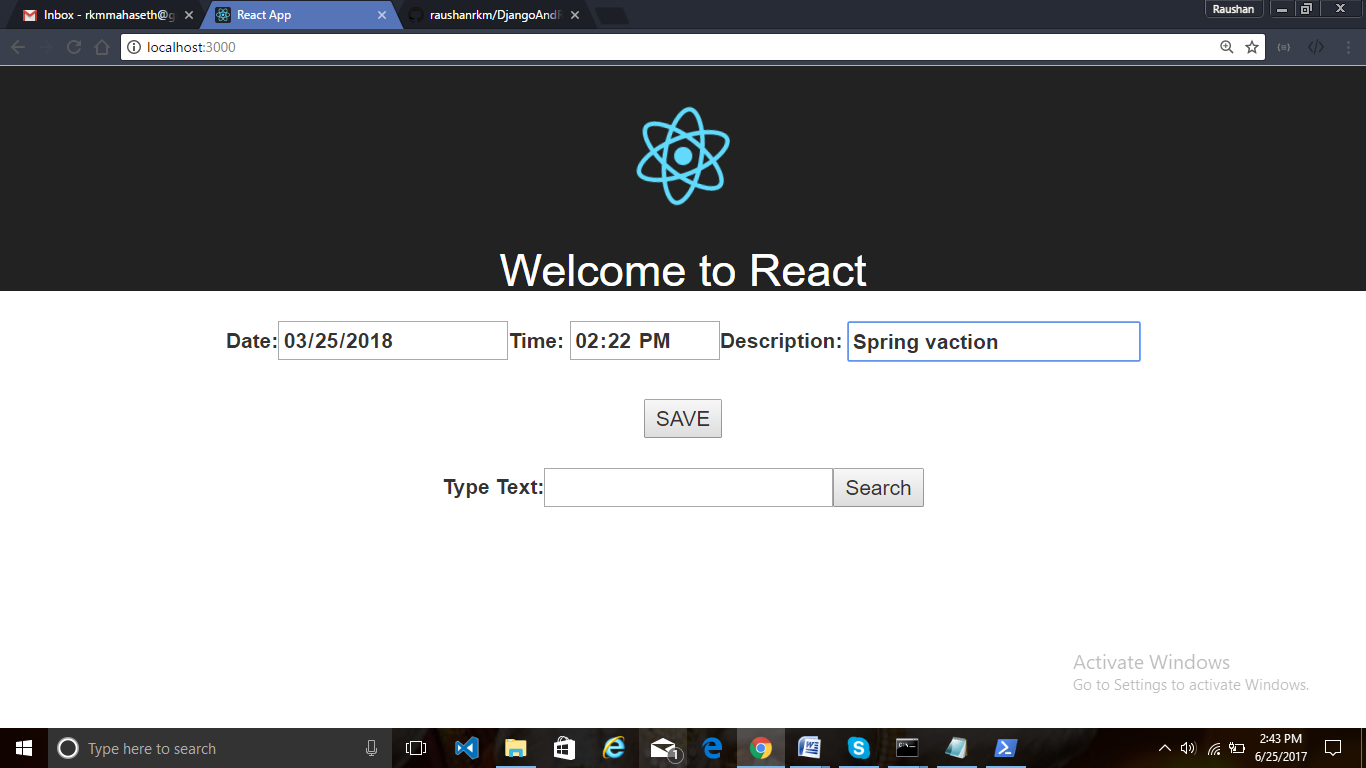 Inbox - rkmmahaseth@g
React App
raushanrkm/DjangoAndR
Raushan
localhost:3000
Welcome to React
Date: 03/25/2018 Time: 02:22 PM Description: Spring vaction
SAVE
Type Text: Search
Activate Windows
Go to Settings to activate Windows.
Type here to search
1
2:43 PM
6/25/2017